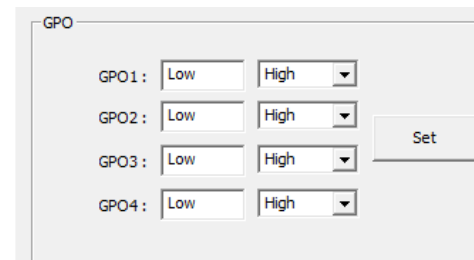 GPO
GPO1: Low High
GPO2: Low High
Set
GPO3: Low High
GPO4: Low High